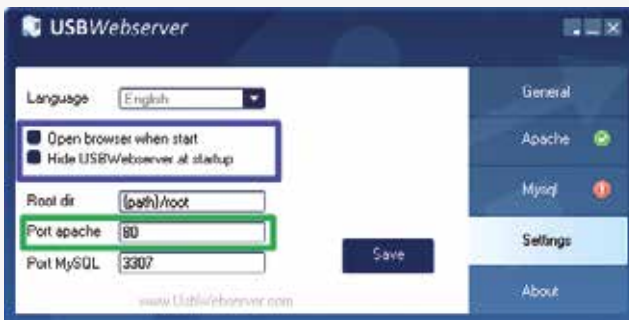 USBWebserver
Language English
Open browser when start
Hide USBWebserver at startup
Root dir {path}/root
Port apache 80
Port MySQL 3307
Save
www.UsbWebserver.com
General
Apache
Mysql
Settings
About